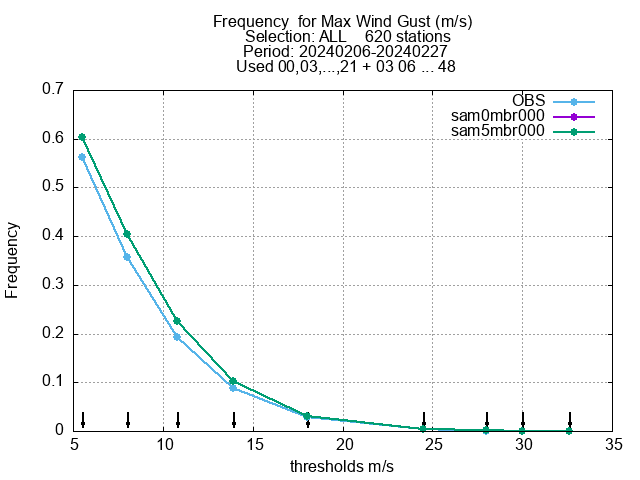 Frequency  for Max Wind Gust (m/s)
Selection: ALL    620 stations
Period: 20240206-20240227
Used 00,03,...,21 + 03 06 ... 48
0.7
0.6
0.5
0.4
0.3
0.2
0.1
0
Frequency
OBS
sam0mbr000
sam5mbr000
5 10 15 20 25 30 35
thresholds m/s